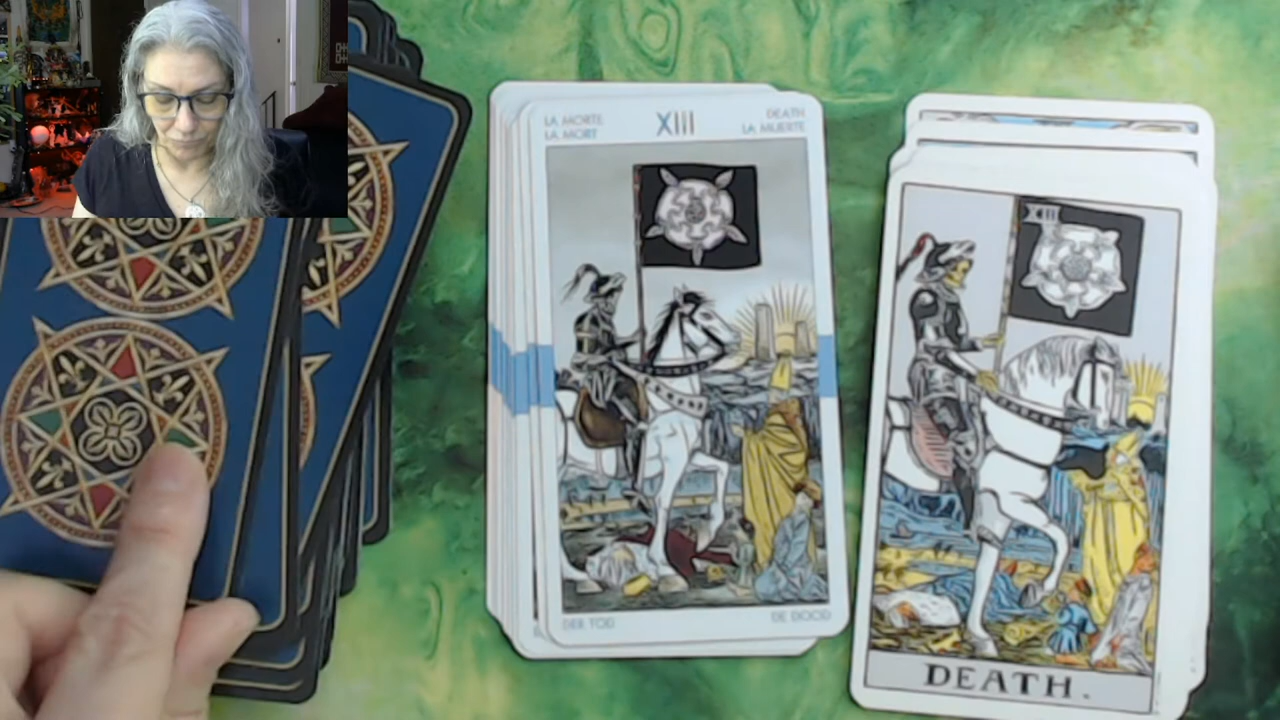 LA MORTE
LA MORT
XIII
DEATH
LA MUERTE
DER TOD
DE DOOD
XIII
DEATH.